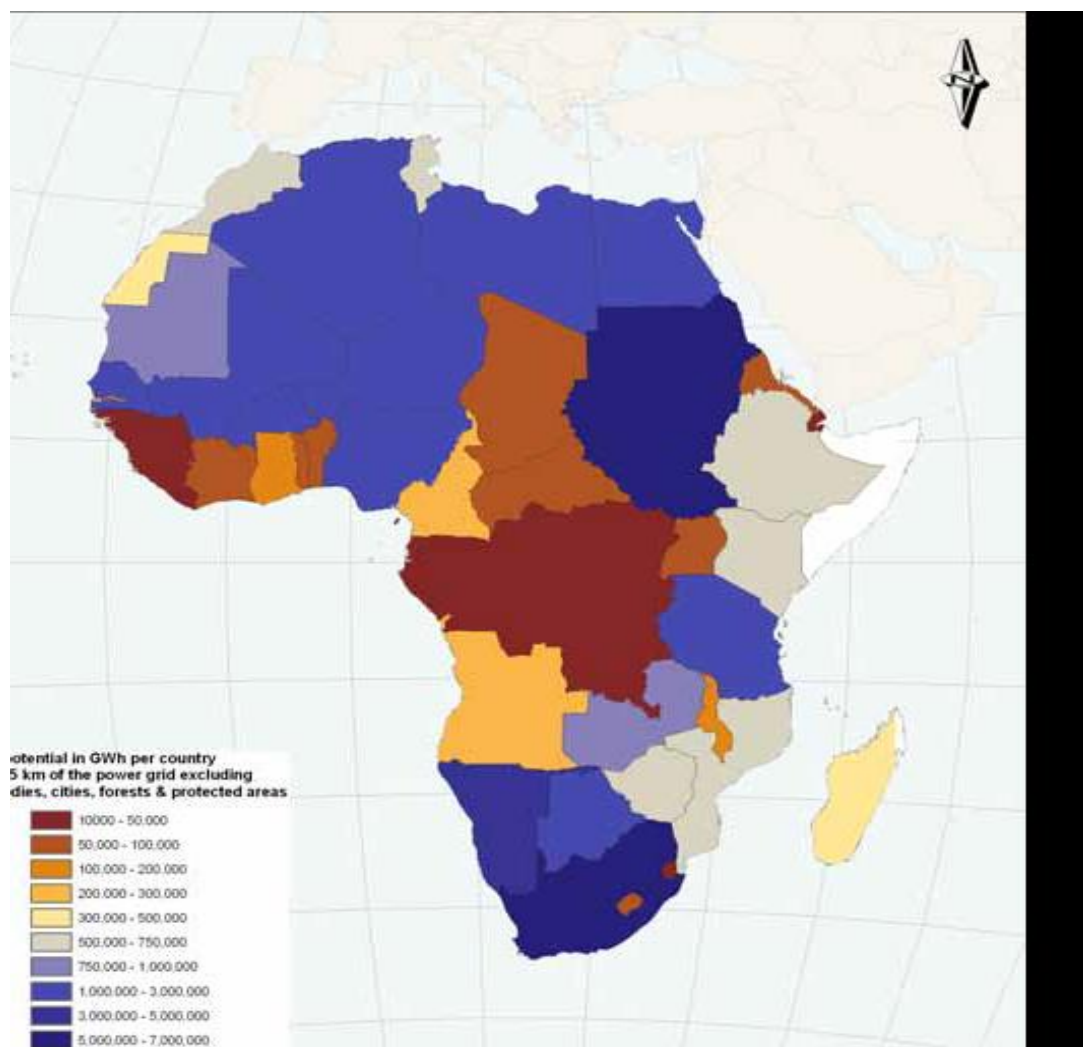 otential in GWh per country
5 km of the power grid excluding
dies, cities, forests & protected areas
10000 - 50.000
50,000 - 100,000
100,000 - 200,000
200,000 - 300,000
300,000 - 500,000
500,000 - 750,000
750,000 - 1,000,000
1,000,000 - 3,000,000
3,000,000 - 5,000,000
5,000,000 - 7,000,000